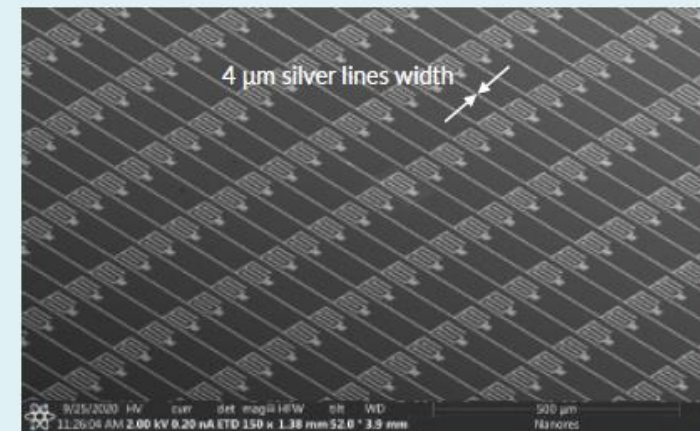 4 µm silver lines width
9/25/2020 HV curr det mag HFW tilt WD 500 µm
11:26:04 AM 2.00 kV 0.20 nA ETD 150 x 1.38 mm 52.0 ° 3.9 mm Nanores